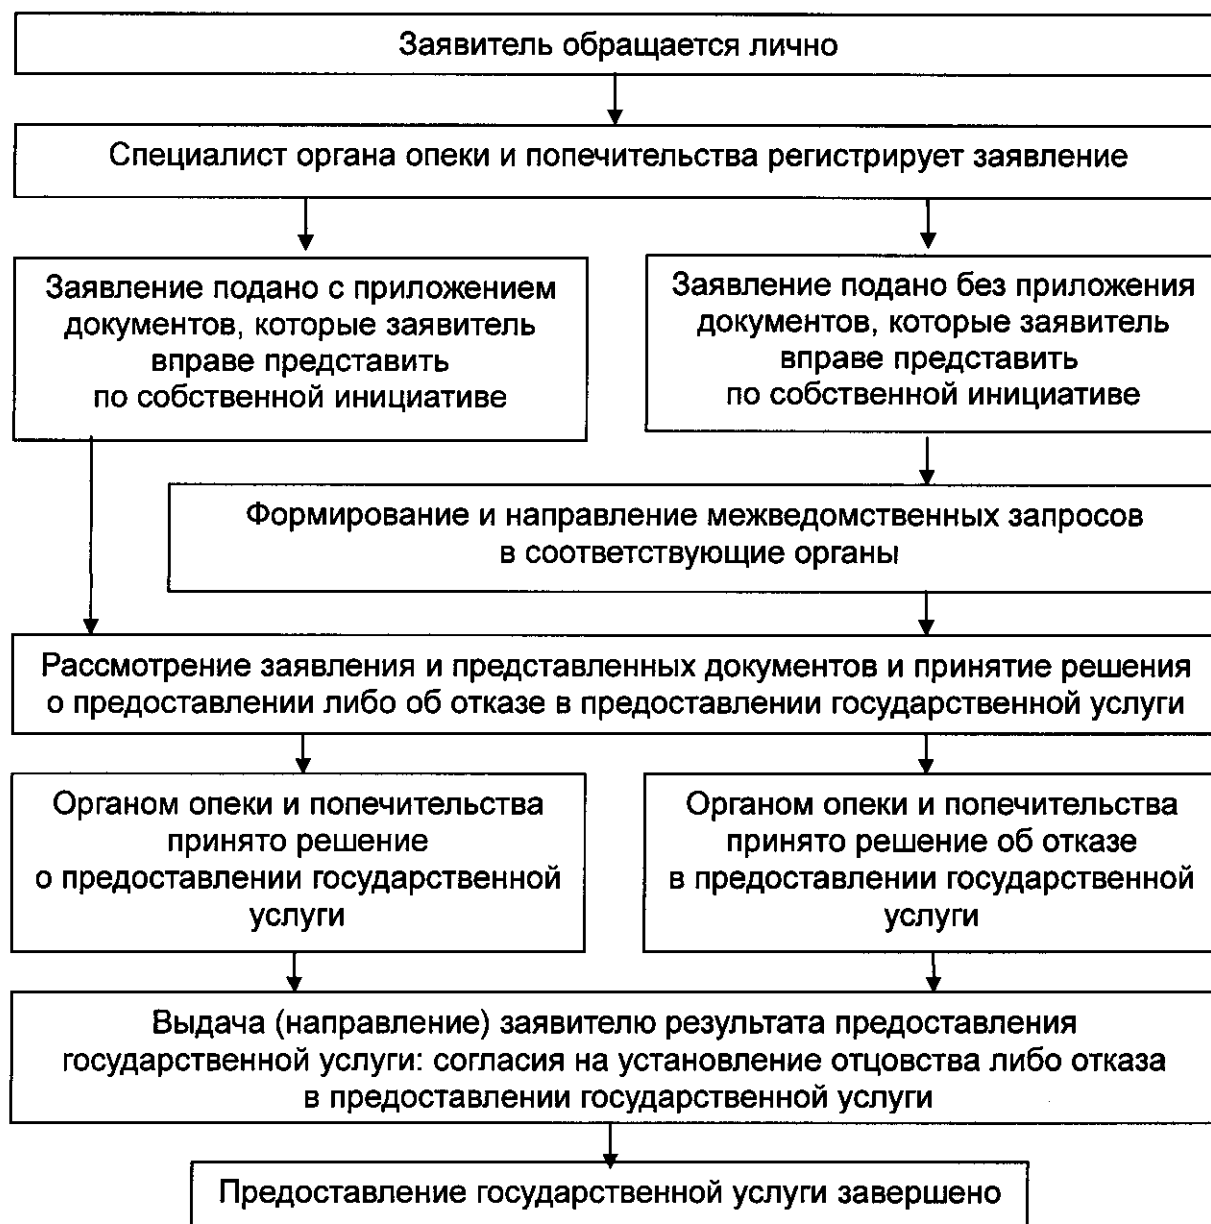 Заявитель обращается лично
Специалист органа опеки и попечительства регистрирует заявление
Заявление подано с приложением
документов, которые заявитель
вправе представить
по собственной инициативе
Заявление подано без приложения
документов, которые заявитель
вправе представить
по собственной инициативе
Формирование и направление межведомственных запросов
в соответствующие органы
Рассмотрение заявления и представленных документов и принятие решения
о предоставлении либо об отказе в предоставлении государственной услуги
Органом опеки и попечительства
принято решение
о предоставлении государственной
услуги
Органом опеки и попечительства
принято решение об отказе
в предоставлении государственной
услуги
Выдача (направление) заявителю результата предоставления
государственной услуги: согласия на установление отцовства либо отказа
в предоставлении государственной услуги
Предоставление государственной услуги завершено